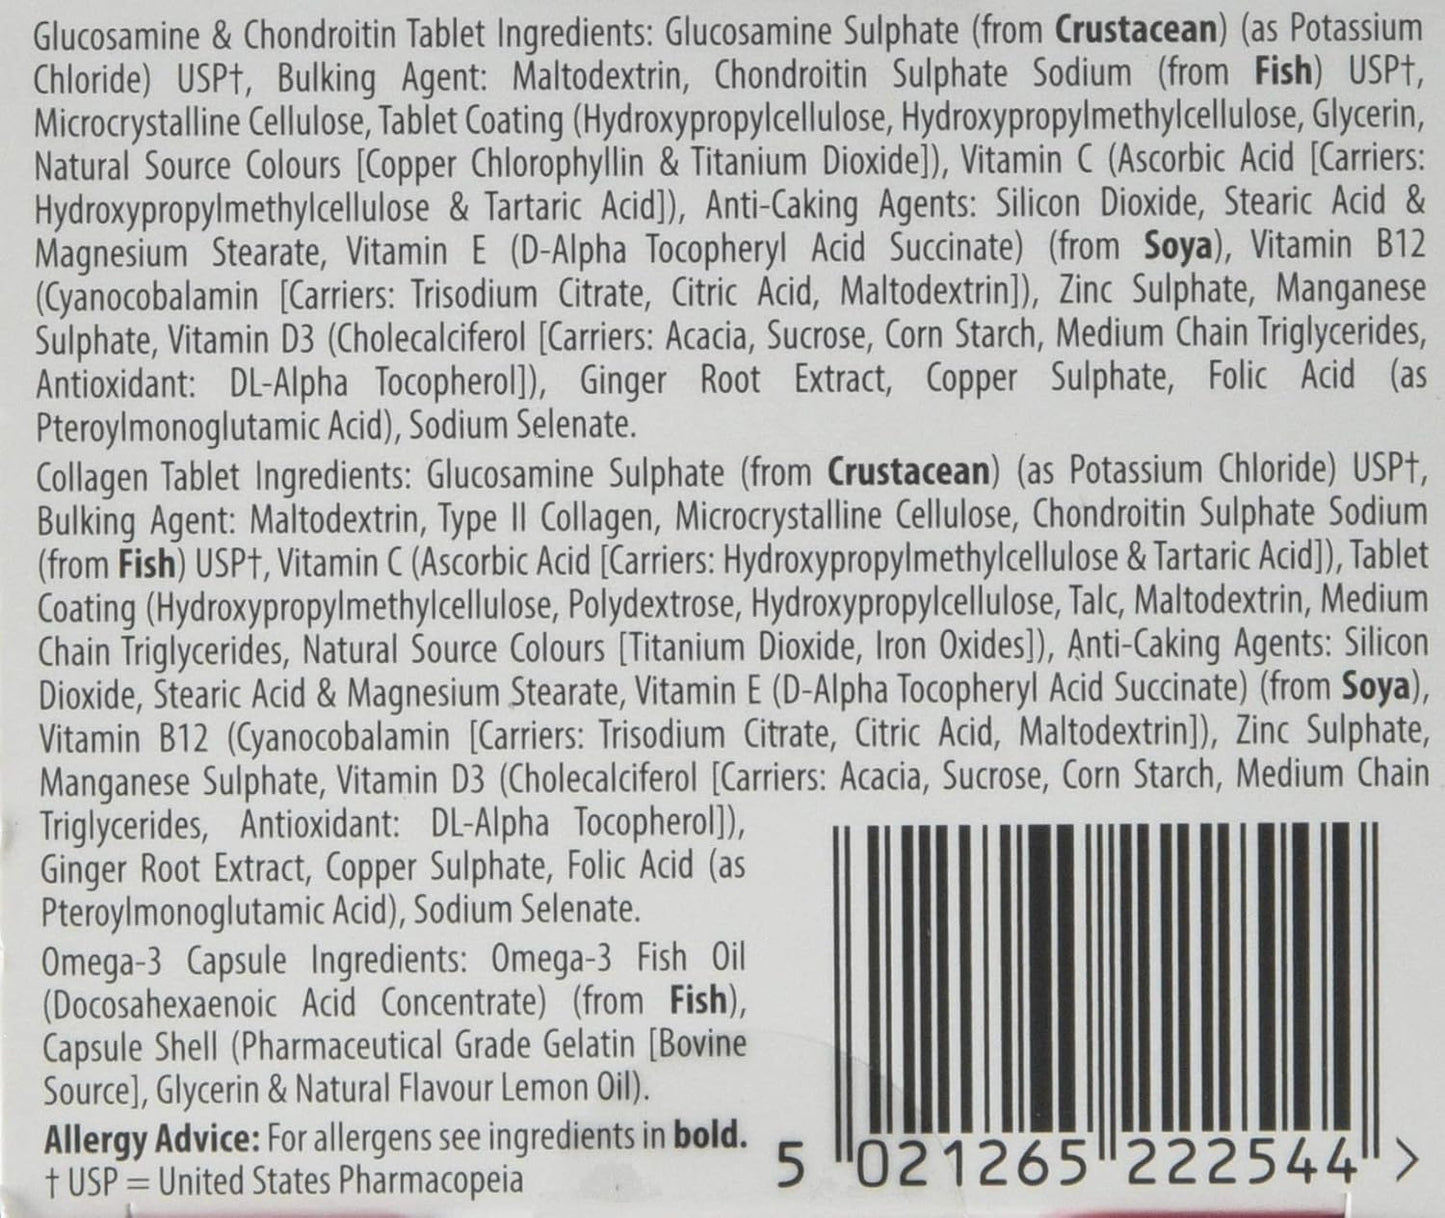 Glucosamine & Chondroitin Tablet Ingredients: Glucosamine Sulphate (from Crustacean) (as Potassium
Chloride) USP†, Bulking Agent: Maltodextrin, Chondroitin Sulphate Sodium (from Fish) USP†,
Microcrystalline Cellulose, Tablet Coating (Hydroxypropylcellulose, Hydroxypropylmethylcellulose, Glycerin,
Natural Source Colours [Copper Chlorophyllin & Titanium Dioxide]), Vitamin C (Ascorbic Acid [Carriers:
Hydroxypropylmethylcellulose & Tartaric Acid]), Anti-Caking Agents: Silicon Dioxide, Stearic Acid &
Magnesium Stearate, Vitamin E (D-Alpha Tocopheryl Acid Succinate) (from Soya), Vitamin B12
(Cyanocobalamin [Carriers: Trisodium Citrate, Citric Acid, Maltodextrin]), Zinc Sulphate, Manganese
Sulphate, Vitamin D3 (Cholecalciferol [Carriers: Acacia, Sucrose, Corn Starch, Medium Chain Triglycerides,
Antioxidant: DL-Alpha Tocopherol]), Ginger Root Extract, Copper Sulphate, Folic Acid (as
Pteroylmonoglutamic Acid), Sodium Selenate.
Collagen Tablet Ingredients: Glucosamine Sulphate (from Crustacean) (as Potassium Chloride) USP†,
Bulking Agent: Maltodextrin, Type II Collagen, Microcrystalline Cellulose, Chondroitin Sulphate Sodium
(from Fish) USP†, Vitamin C (Ascorbic Acid [Carriers: Hydroxypropylmethylcellulose & Tartaric Acid]), Tablet
Coating (Hydroxypropylmethylcellulose, Polydextrose, Hydroxypropylcellulose, Talc, Maltodextrin, Medium
Chain Triglycerides, Natural Source Colours [Titanium Dioxide, Iron Oxides]), Anti-Caking Agents: Silicon
Dioxide, Stearic Acid & Magnesium Stearate, Vitamin E (D-Alpha Tocopheryl Acid Succinate) (from Soya),
Vitamin B12 (Cyanocobalamin [Carriers: Trisodium Citrate, Citric Acid, Maltodextrin]), Zinc Sulphate,
Manganese Sulphate, Vitamin D3 (Cholecalciferol [Carriers: Acacia, Sucrose, Corn Starch, Medium Chain
Triglycerides, Antioxidant: DL-Alpha Tocopherol]),
Ginger Root Extract, Copper Sulphate, Folic Acid (as
Pteroylmonoglutamic Acid), Sodium Selenate.
Omega-3 Capsule Ingredients: Omega-3 Fish Oil
(Docosahexaenoic Acid Concentrate) (from Fish),
Capsule Shell (Pharmaceutical Grade Gelatin [Bovine
Source], Glycerin & Natural Flavour Lemon Oil).
Allergy Advice: For allergens see ingredients in bold.
† USP = United States Pharmacopeia
5 021265 222544 >